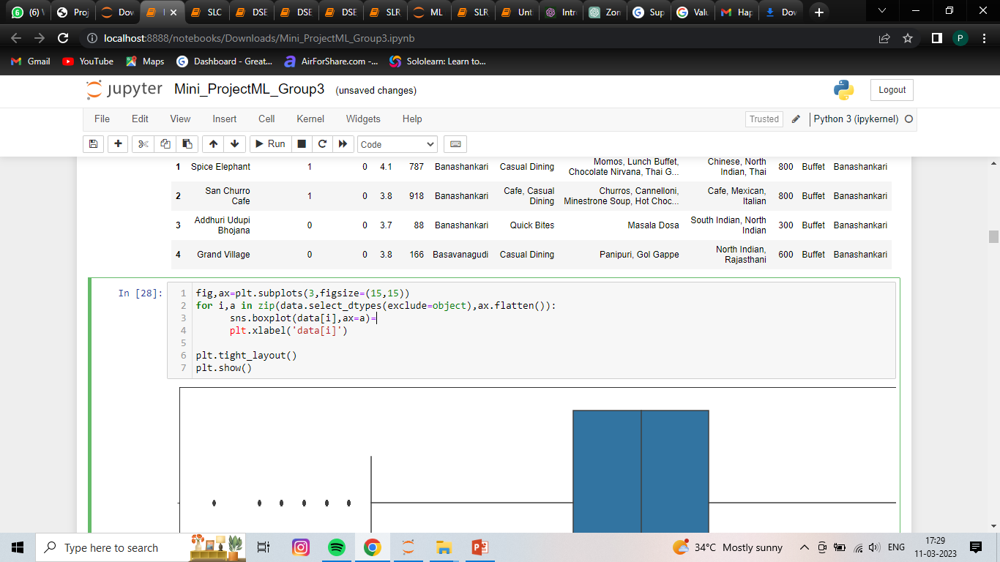 (6) \ Proj Dov SLC DSE DSE DSE SLR ML SLR Unt Intr Zon Sup Valu Hap Dov
localhost:8888/notebooks/Downloads/Mini_ProjectML_Group3.ipynb P
Gmail YouTube Maps Dashboard - Great... AirForShare.com -... Sololearn: Learn to...
jupyter Mini_ProjectML_Group3 (unsaved changes) Logout
File Edit View Insert Cell Kernel Widgets Help Trusted Python 3 (ipykernel)
Run Code
1 Spice Elephant 1 0 4.1 787 Banashankari Casual Dining Momos, Lunch Buffet, Chocolate Nirvana, Thai G... Chinese, North Indian, Thai 800 Buffet Banashankari
2 San Churro Cafe 1 0 3.8 918 Banashankari Cafe, Casual Dining Churros, Cannelloni, Minestrone Soup, Hot Choc... Cafe, Mexican, Italian 800 Buffet Banashankari
3 Addhuri Udupi Bhojana 0 0 3.7 88 Banashankari Quick Bites Masala Dosa South Indian, North Indian 300 Buffet Banashankari
4 Grand Village 0 0 3.8 166 Basavanagudi Casual Dining Panipuri, Gol Gappe North Indian, Rajasthani 600 Buffet Banashankari
In [28]:
1 fig,ax=plt.subplots(3,figsize=(15,15))
2 for i,a in zip(data.select_dtypes(exclude=object),ax.flatten()):
3 sns.boxplot(data[i],ax=a)=
4 plt.xlabel('data[i]')
5
6 plt.tight_layout()
7 plt.show()
Type here to search 34°C Mostly sunny ENG 17:29
11-03-2023